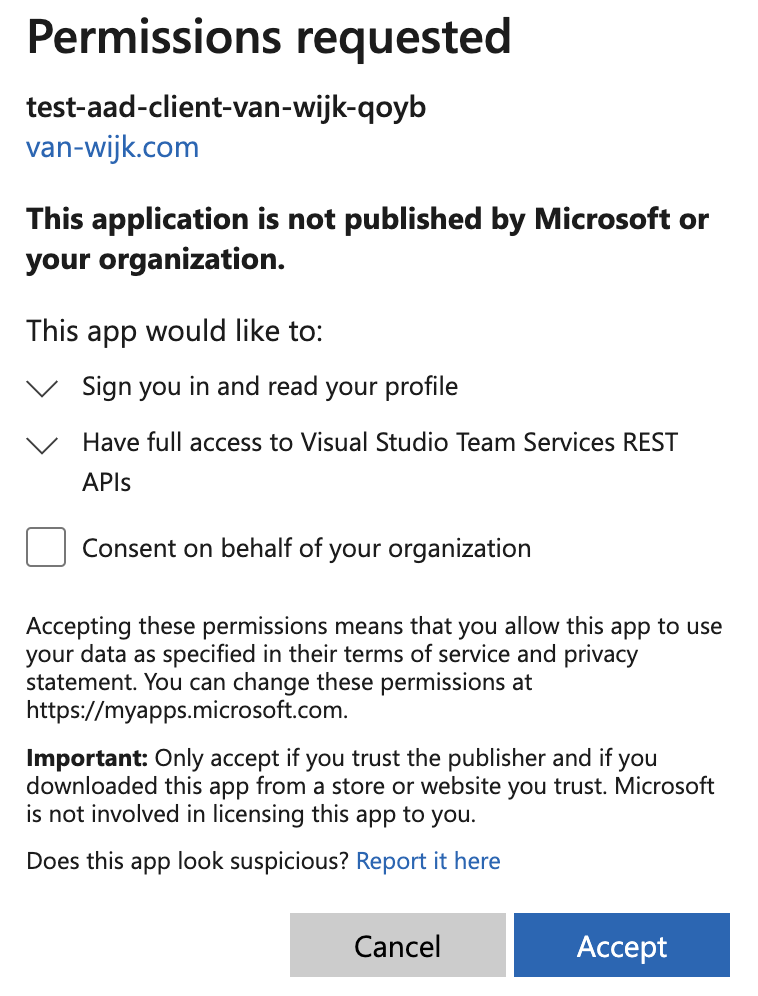 Permissions requested
test-aad-client-van-wijk-qoyb
van-wijk.com
This application is not published by Microsoft or
your organization.
This app would like to:
Sign you in and read your profile
Have full access to Visual Studio Team Services REST
APIs
Consent on behalf of your organization
Accepting these permissions means that you allow this app to use
your data as specified in their terms of service and privacy
statement. You can change these permissions at
https://myapps.microsoft.com.
Important: Only accept if you trust the publisher and if you
downloaded this app from a store or website you trust. Microsoft
is not involved in licensing this app to you.
Does this app look suspicious? Report it here
Cancel Accept